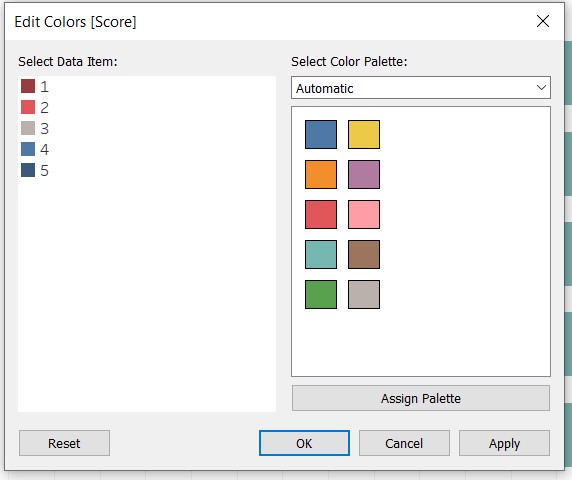 Edit Colors [Score]
Select Data Item:
1
2
3
4
5
Select Color Palette:
Automatic
Assign Palette
Reset
OK
Cancel
Apply